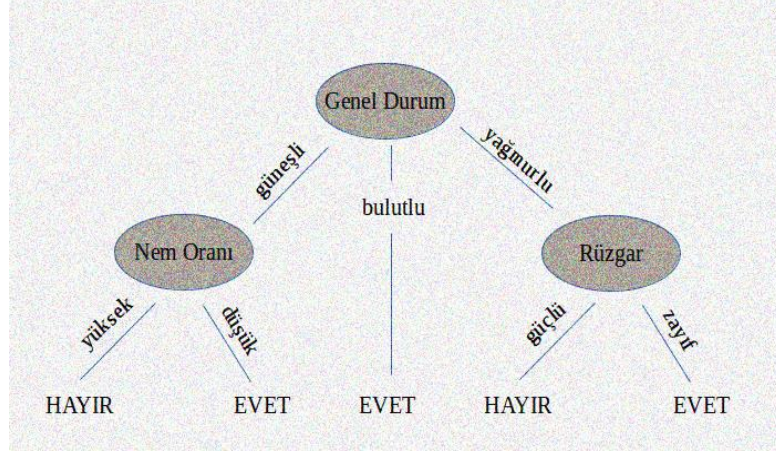 Genel Durum
güneşli
bulutlu
yağmurlu
Nem Oranı
Rüzgar
yüksek
düşük
güçlü
zayıf
HAYIR
EVET
EVET
HAYIR
EVET